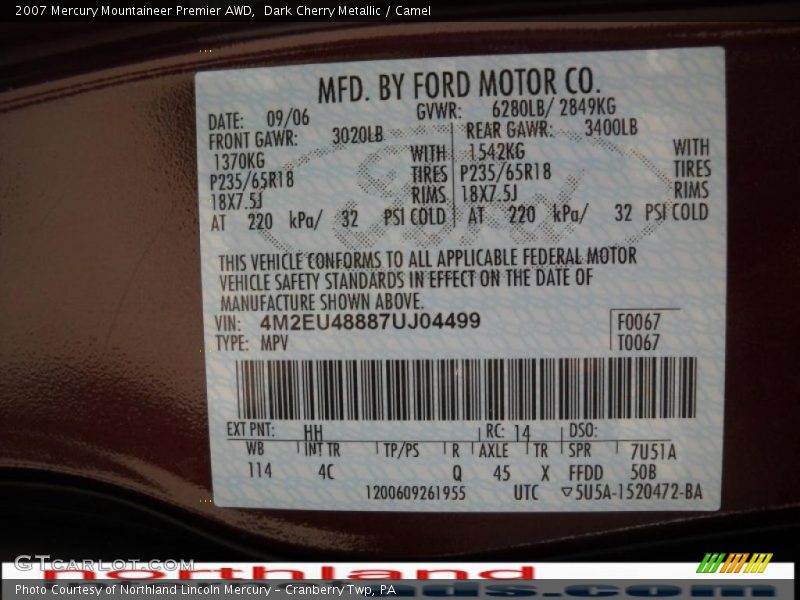 2007 Mercury Mountaineer Premier AWD,  Dark Cherry Metallic / Camel
MFD. BY FORD MOTOR CO.
DATE: 09/06 GVWR: 6280LB/ 2849KG
FRONT GAWR: 3020LB REAR GAWR: 3400LB
1370KG WITH 1542KG WITH
P235/65R18 TIRES P235/65R18 TIRES
18X7.5J RIMS 18X7.5J RIMS
AT 220 kPa/ 32 PSI COLD AT 220 kPa/ 32 PSI COLD
THIS VEHICLE CONFORMS TO ALL APPLICABLE FEDERAL MOTOR
VEHICLE SAFETY STANDARDS IN EFFECT ON THE DATE OF
MANUFACTURE SHOWN ABOVE.
VIN: 4M2EU48887UJ04499 F0067
TYPE: MPV T0067
EXT PNT: HH RC: 14 DSO:
WB INT TR TP/PS R AXLE TR SPR 7U51A
114 4C Q 45 X FFDD 50B
1200609261955 UTC ▽5U5A-1520472-BA
GTcarlot.com
northland
Photo Courtesy of Northland Lincoln Mercury - Cranberry Twp, PA